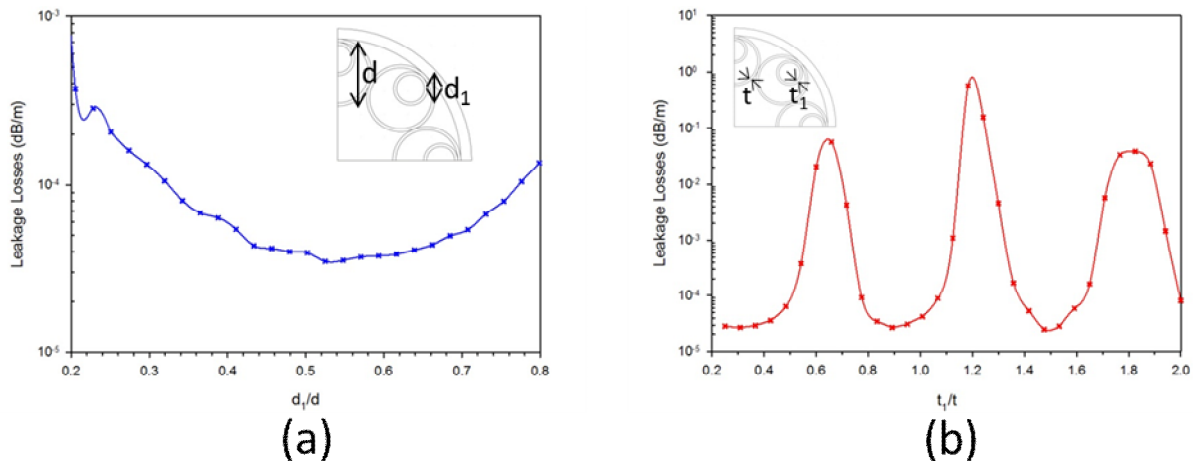 10⁻³
10⁻⁴
10⁻⁵
Leakage Losses (dB/m)
d
d₁
0.2 0.3 0.4 0.5 0.6 0.7 0.8
d₁/d
(a)
10¹
10⁰
10⁻¹
10⁻²
10⁻³
10⁻⁴
10⁻⁵
Leakage Losses (dB/m)
t t₁
0.2 0.4 0.6 0.8 1.0 1.2 1.4 1.6 1.8 2.0
t₁/t
(b)